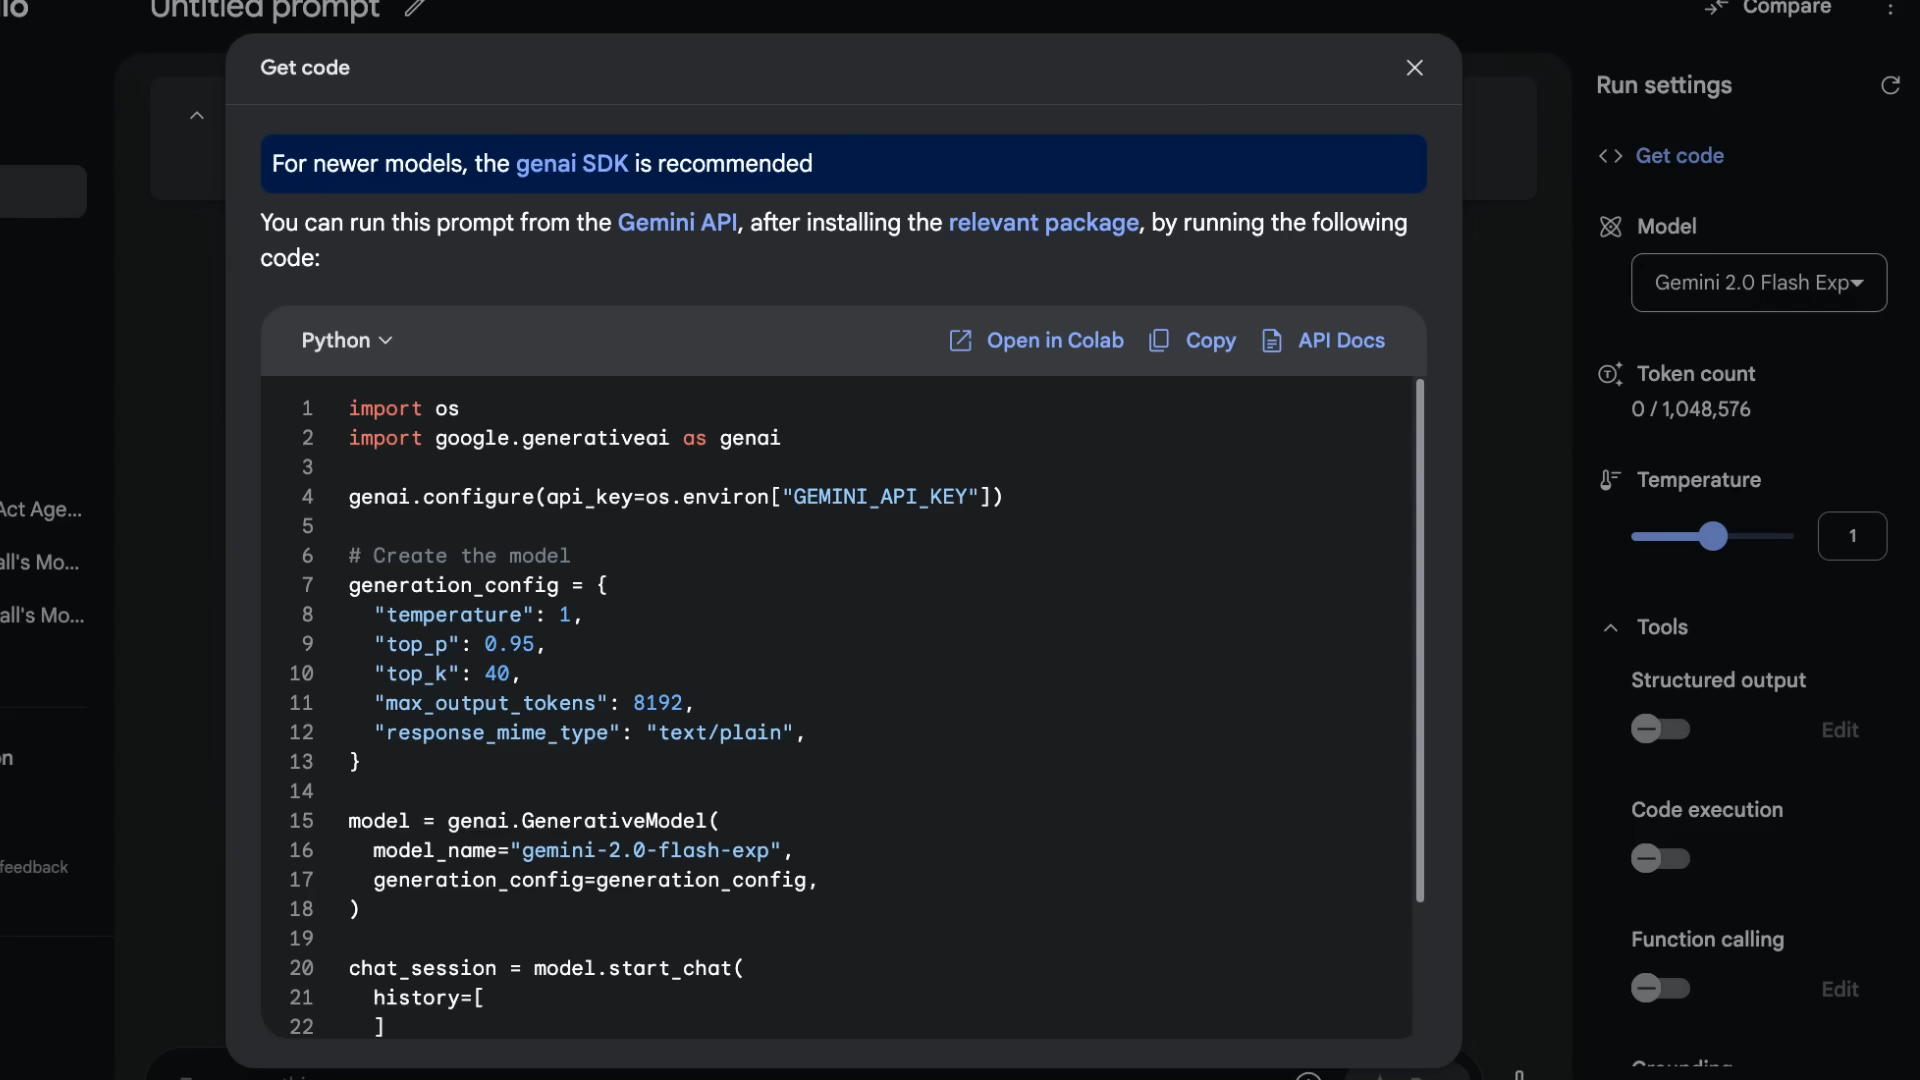 Untitled prompt
Compare
Get code
For newer models, the genai SDK is recommended
You can run this prompt from the Gemini API, after installing the relevant package, by running the following
code:
Python
Open in Colab
Copy
API Docs
1 import os
2 import google.generativeai as genai
3
4 genai.configure(api_key=os.environ["GEMINI_API_KEY"])
5
6 # Create the model
7 generation_config = {
8   "temperature": 1,
9   "top_p": 0.95,
10   "top_k": 40,
11   "max_output_tokens": 8192,
12   "response_mime_type": "text/plain",
13 }
14
15 model = genai.GenerativeModel(
16   model_name="gemini-2.0-flash-exp",
17   generation_config=generation_config,
18 )
19
20 chat_session = model.start_chat(
21   history=[
22   ]
Act Age...
all's Mo...
all's Mo...
feedback
Run settings
Get code
Model
Gemini 2.0 Flash Exp
Token count
0 / 1,048,576
Temperature
1
Tools
Structured output
Edit
Code execution
Function calling
Edit
Grounding